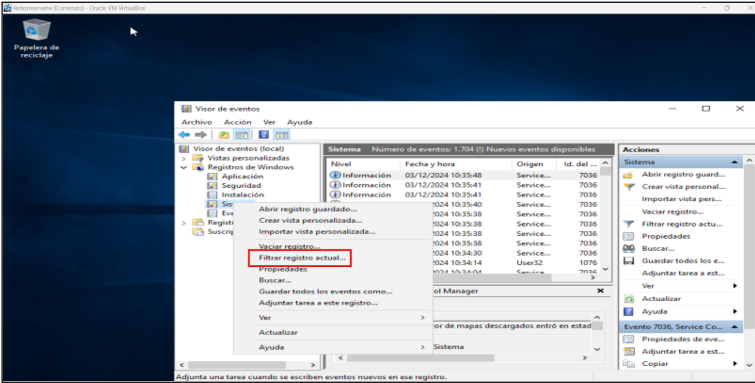 Rebornserverw [Corriendo] - Oracle VM VirtualBox
Papelera de
reciclaje
Visor de eventos
Archivo Acción Ver Ayuda
Visor de eventos (local)
Vistas personalizadas
Registros de Windows
Aplicación
Seguridad
Instalación
Sis
Eve
Registr
Suscrip
Sistema Número de eventos: 1.704 (!) Nuevos eventos disponibles
Nivel Fecha y hora Origen Id. del ...
Información 03/12/2024 10:35:48 Service... 7036
Información 03/12/2024 10:35:41 Service... 7036
Información 03/12/2024 10:35:41 Service... 7036
2024 10:35:40 Service... 7036
2024 10:35:38 Service... 7036
2024 10:35:38 Service... 7036
2024 10:35:38 Service... 7036
2024 10:35:38 Service... 7036
2024 10:34:30 Service... 7036
2024 10:34:14 User32 1076
2024 10:34:04 Service... 7036
Abrir registro guardado...
Crear vista personalizada...
Importar vista personalizada...
Vaciar registro...
Filtrar registro actual...
Propiedades
Buscar...
Guardar todos los eventos como...
Adjuntar tarea a este registro...
Ver
Actualizar
Ayuda
ol Manager
or de mapas descargados entró en estad
Sistema
Acciones
Sistema
Abrir registro guard...
Crear vista personal...
Importar vista pers...
Vaciar registro...
Filtrar registro actu...
Propiedades
Buscar...
Guardar todos los e...
Adjuntar tarea a est...
Ver
Actualizar
Ayuda
Evento 7036, Service Co...
Propiedades de eve...
Adjuntar tarea a est...
Copiar
Adjunta una tarea cuando se escriben eventos nuevos en ese registro.